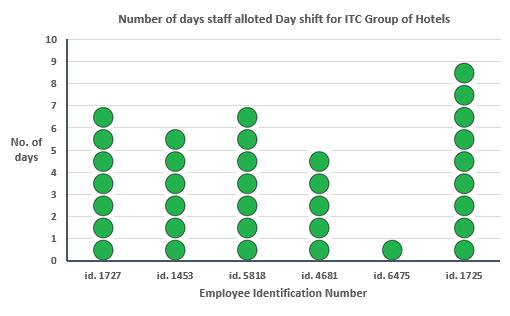 Number of days staff alloted Day shift for ITC Group of Hotels
10
9
8
7
6
5
4
3
2
1
0
No. of
days
id. 1727 id. 1453 id. 5818 id. 4681 id. 6475 id. 1725
Employee Identification Number